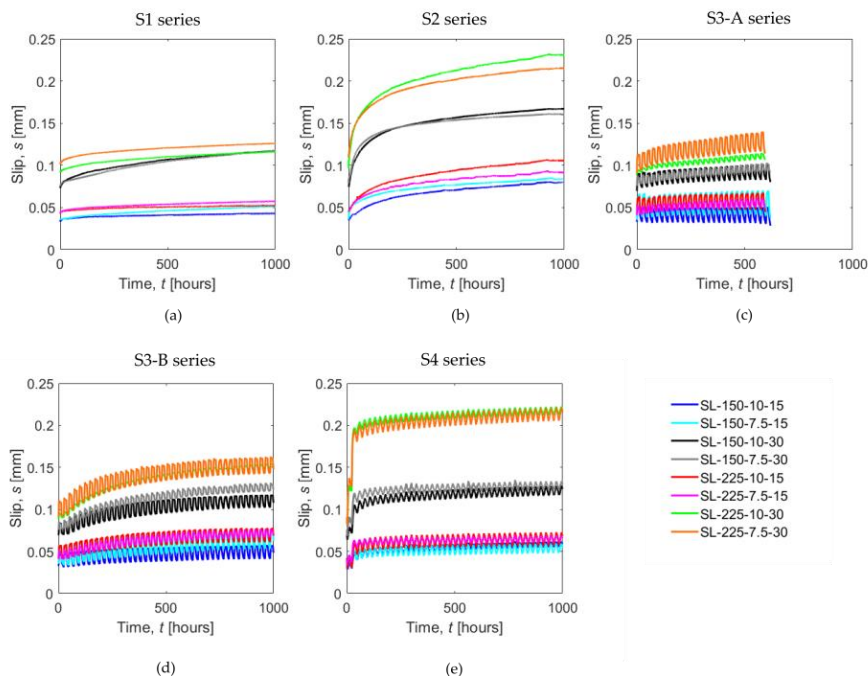 S1 series
S2 series
S3-A series
0.25
0.2
0.15
0.1
0.05
0
Slip, s [mm]
0
500
1000
Time, t [hours]
(a)
0.25
0.2
0.15
0.1
0.05
0
Slip, s [mm]
0
500
1000
Time, t [hours]
(b)
0.25
0.2
0.15
0.1
0.05
0
Slip, s [mm]
0
500
1000
Time, t [hours]
(c)
S3-B series
S4 series
0.25
0.2
0.15
0.1
0.05
0
Slip, s [mm]
0
500
1000
Time, t [hours]
(d)
0.25
0.2
0.15
0.1
0.05
0
Slip, s [mm]
0
500
1000
Time, t [hours]
(e)
SL-150-10-15
SL-150-7.5-15
SL-150-10-30
SL-150-7.5-30
SL-225-10-15
SL-225-7.5-15
SL-225-10-30
SL-225-7.5-30